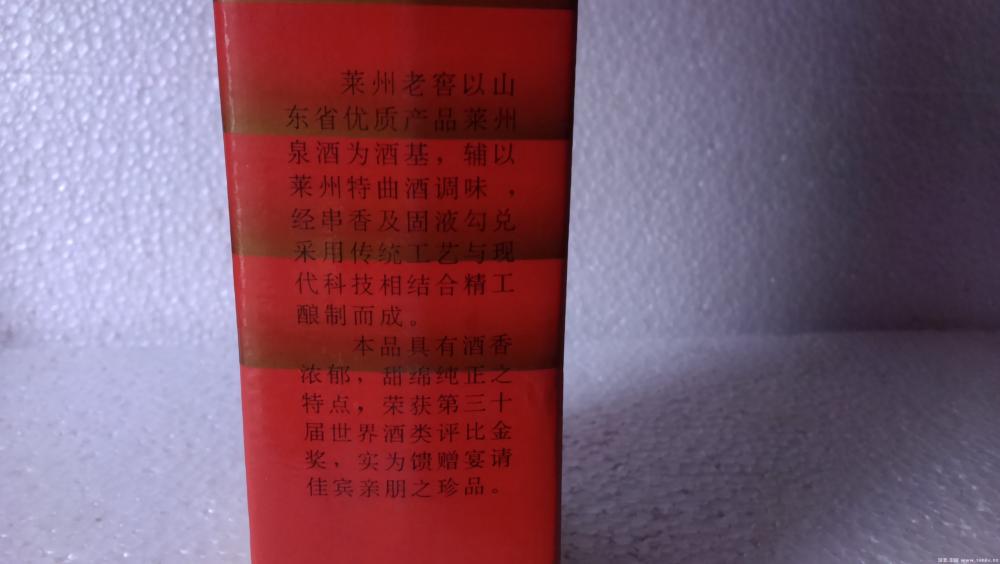 莱州老窖以山
东省优质产品莱州
泉酒为酒基，辅以
莱州特曲酒调味，
经串香及固液勾兑
采用传统工艺与现
代科技相结合精工
酿制而成。
本品具有酒香
浓郁，甜绵纯正之
特点，荣获第三十
届世界酒类评比金
奖，实为馈赠宴请
佳宾亲朋之珍品。